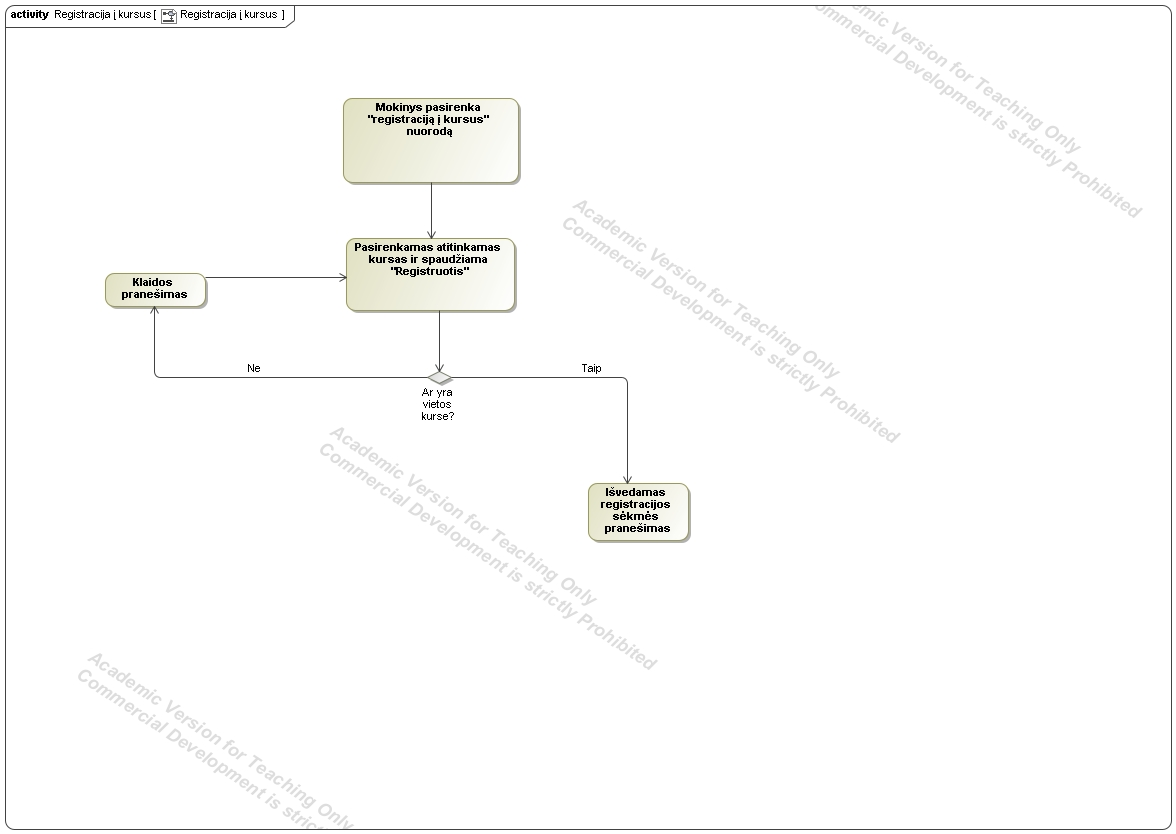 activity Registracija į kursus [ Registracija į kursus ]
Mokinys pasirenka
"registraciją į kursus"
nuorodą
Pasirenkamas atitinkamas
kursas ir spaudžiama
"Registruotis"
Klaidos
pranešimas
Ne
Taip
Ar yra
vietos
kurse?
Išvedamas
registracijos
sėkmės
pranešimas
Academic Version for Teaching Only
Commercial Development is strictly Prohibited
Academic Version for Teaching Only
Commercial Development is strictly Prohibited
Academic Version for Teaching Only
Commercial Development is strictly Prohibited
Academic Version for Teaching Only
Commercial Development is